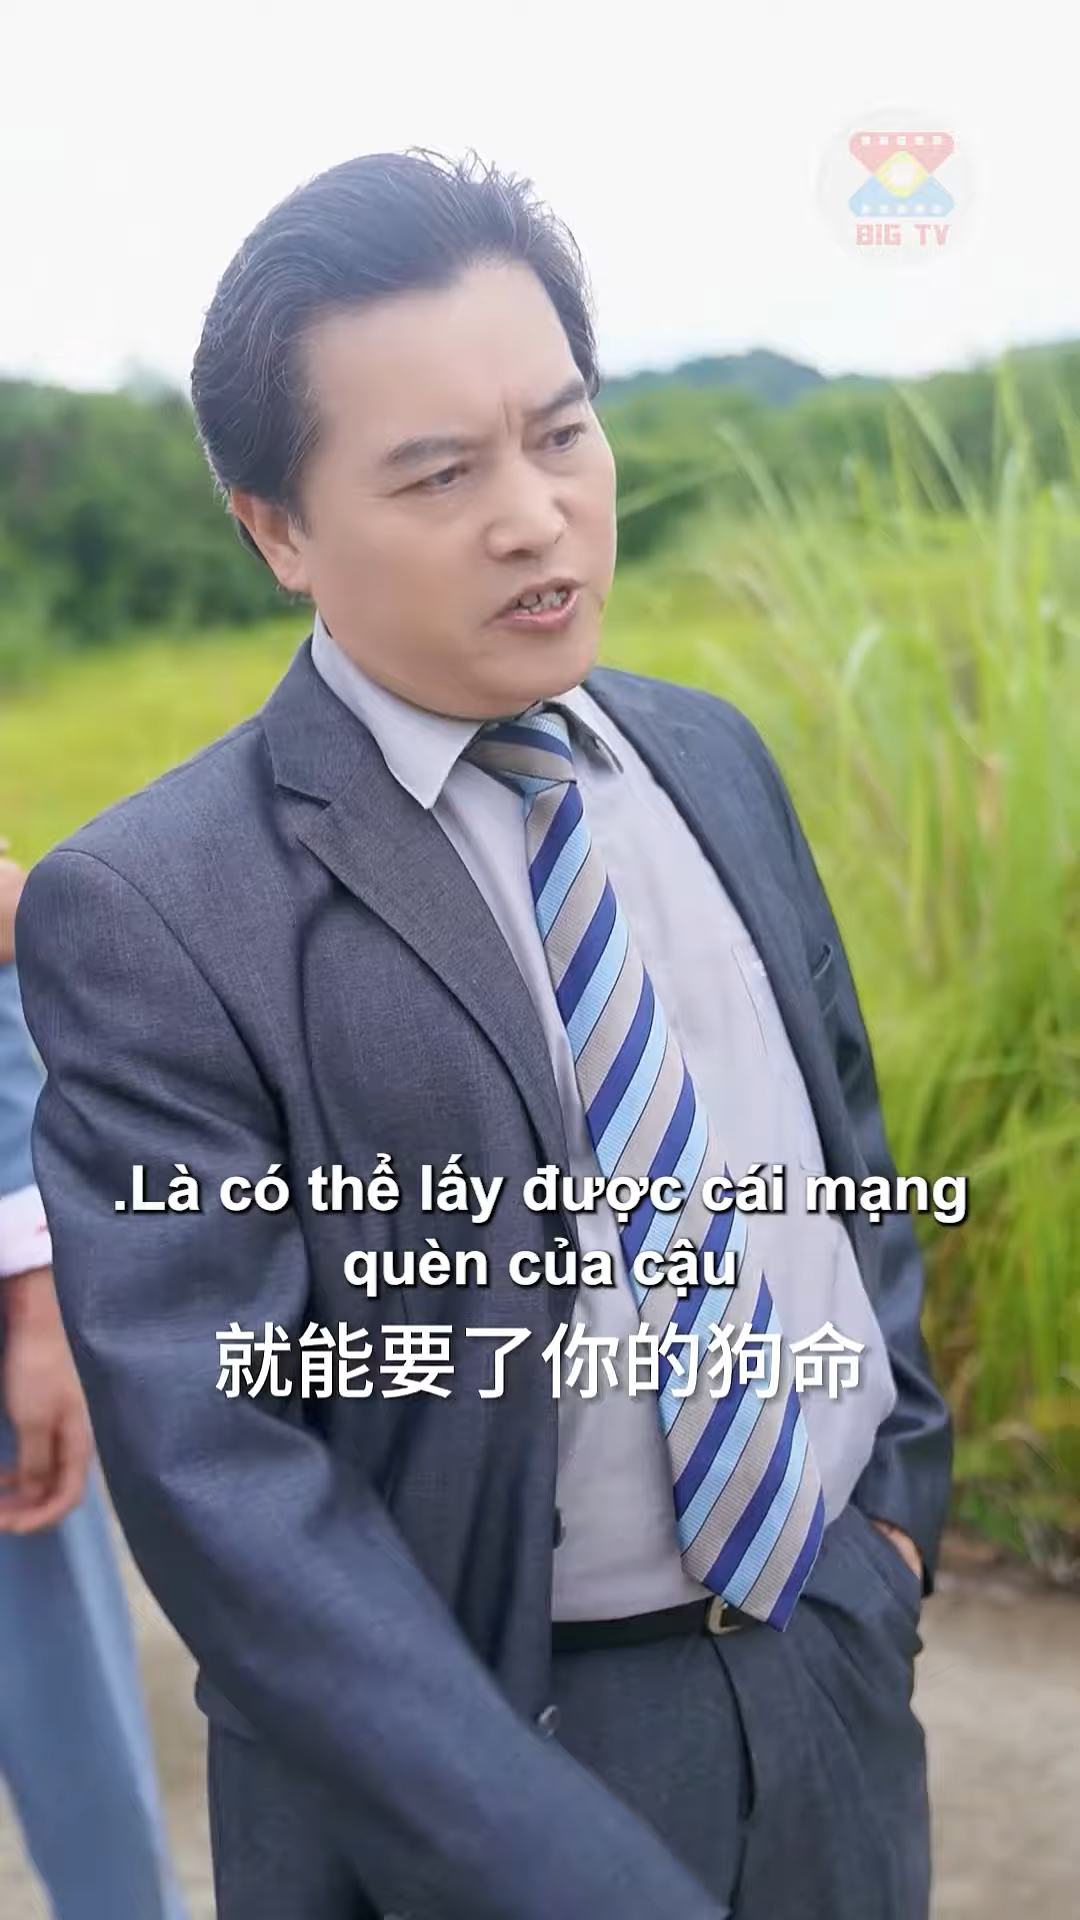 BIG TV
.Là có thể lấy được cái mạng
quèn của cậu
就能要了你的狗命